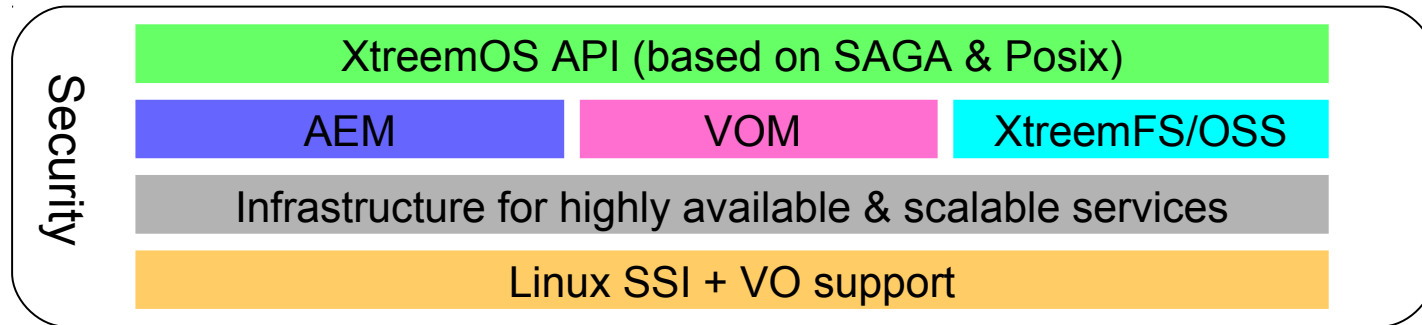 Security
XtreemOS API (based on SAGA & Posix)
AEM
VOM
XtreemFS/OSS
Infrastructure for highly available & scalable services
Linux SSI + VO support